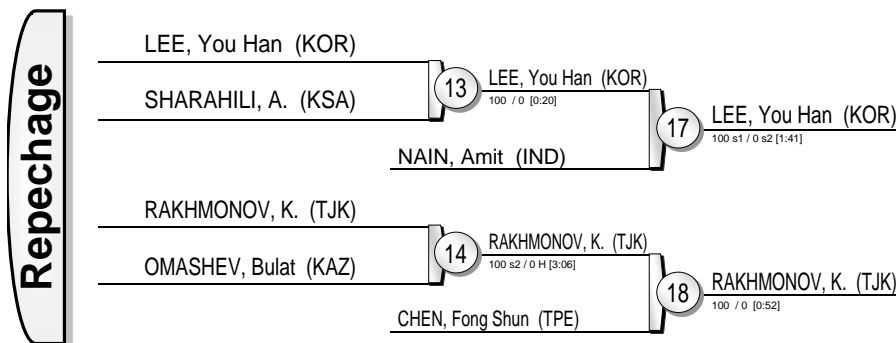 Repechage
LEE, You Han (KOR)
SHARAHILI, A. (KSA)
13
LEE, You Han (KOR)
100 / 0 [0:20]
NAIN, Amit (IND)
17
LEE, You Han (KOR)
100 s1 / 0 s2 [1:41]
RAKHMONOV, K. (TJK)
OMASHEV, Bulat (KAZ)
14
RAKHMONOV, K. (TJK)
100 s2 / 0 H [3:06]
CHEN, Fong Shun (TPE)
18
RAKHMONOV, K. (TJK)
100 / 0 [0:52]